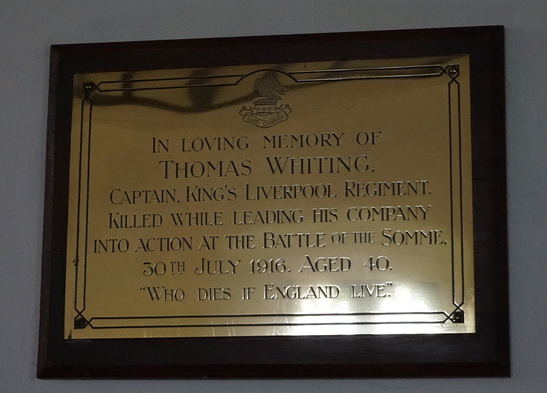 IN LOVING MEMORY OF
THOMAS WHITING,
CAPTAIN, KING'S LIVERPOOL REGIMENT.
KILLED WHILE LEADING HIS COMPANY
INTO ACTION AT THE BATTLE OF THE SOMME,
30TH JULY 1916. AGED 40.
"WHO DIES IF ENGLAND LIVE."